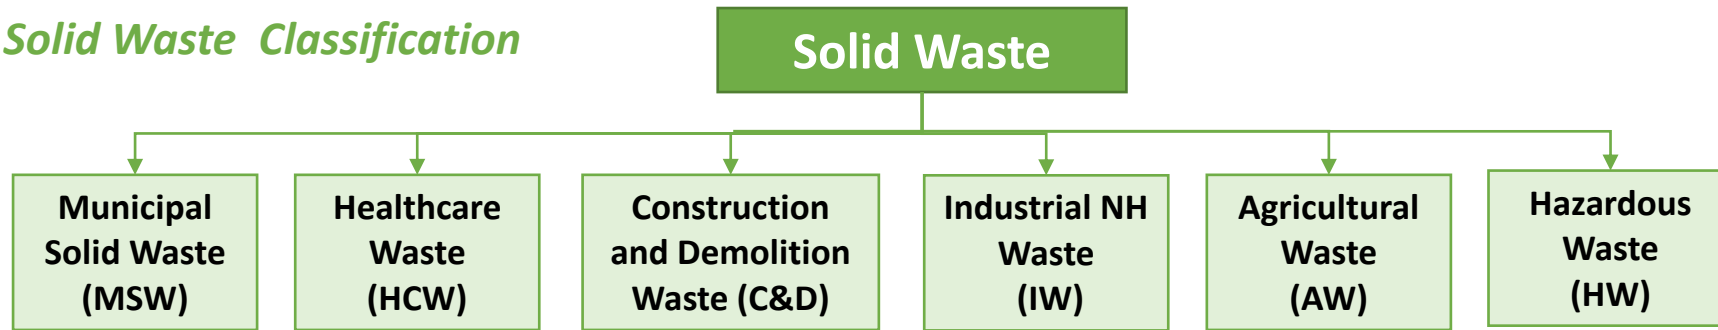 Solid Waste Classification
Solid Waste
Municipal
Solid Waste
(MSW)
Healthcare
Waste
(HCW)
Construction
and Demolition
Waste (C&D)
Industrial NH
Waste
(IW)
Agricultural
Waste
(AW)
Hazardous
Waste
(HW)